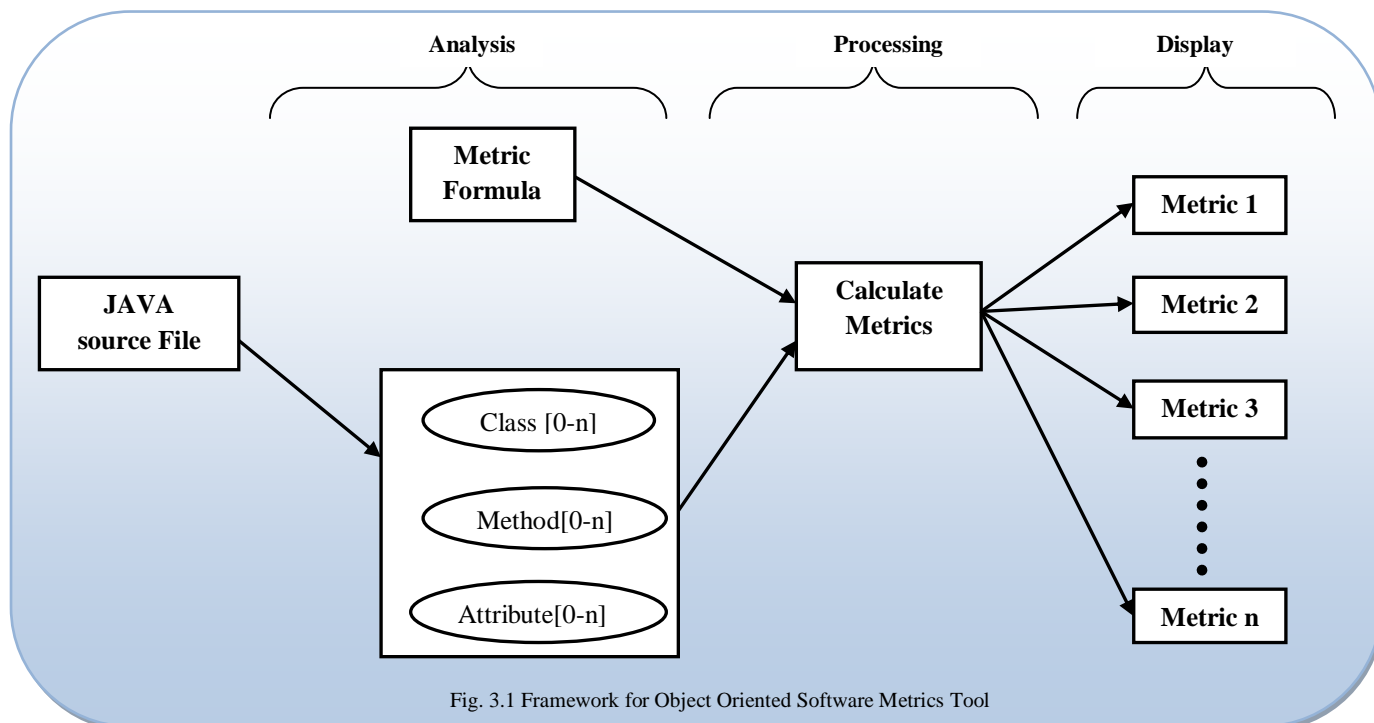 Analysis
Processing
Display
Metric
Formula
JAVA
source File
Class [0-n]
Method[0-n]
Attribute[0-n]
Calculate
Metrics
Metric 1
Metric 2
Metric 3
Metric n
Fig. 3.1 Framework for Object Oriented Software Metrics Tool